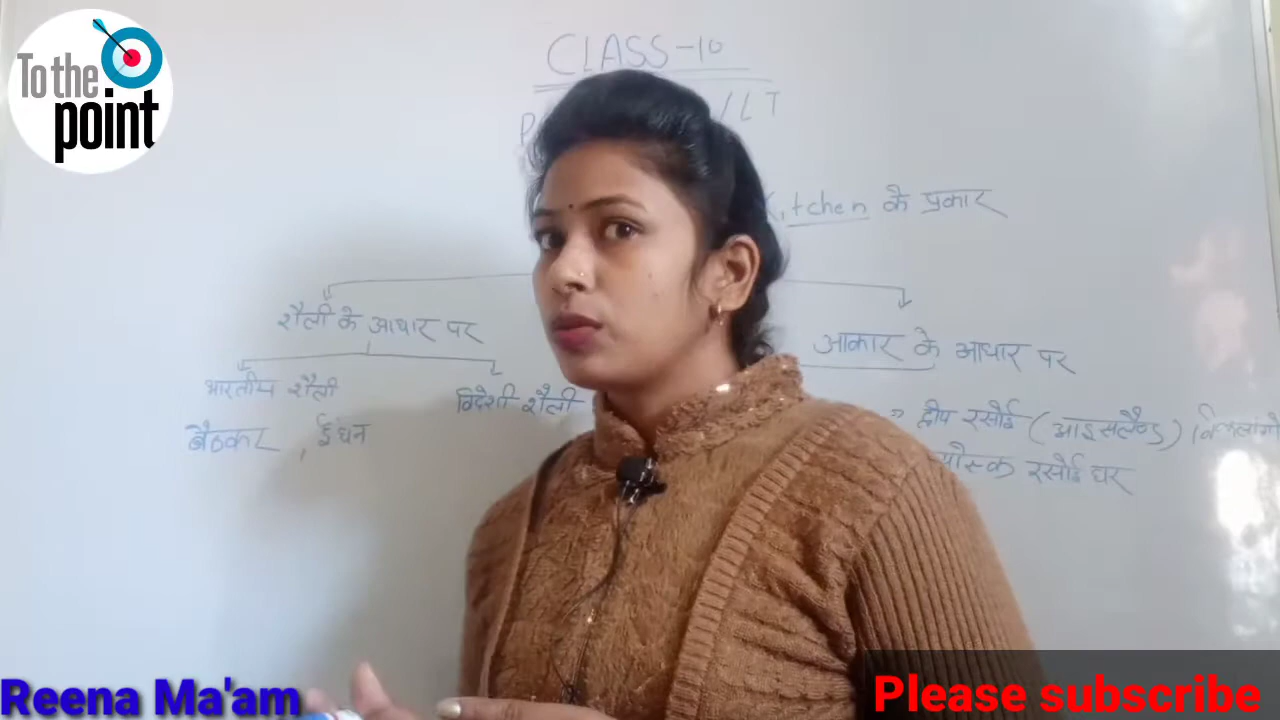 To the
point
CLASS-10
P /LT
Kitchen के प्रकार
शैली के आधार पर
आकार के आधार पर
भारतीय शैली
विदेशी शैली
बैठकर , ईंधन
" द्वीप रसोई (आइसलैण्ड)
रसोई घर
Reena Ma'am
Please subscribe